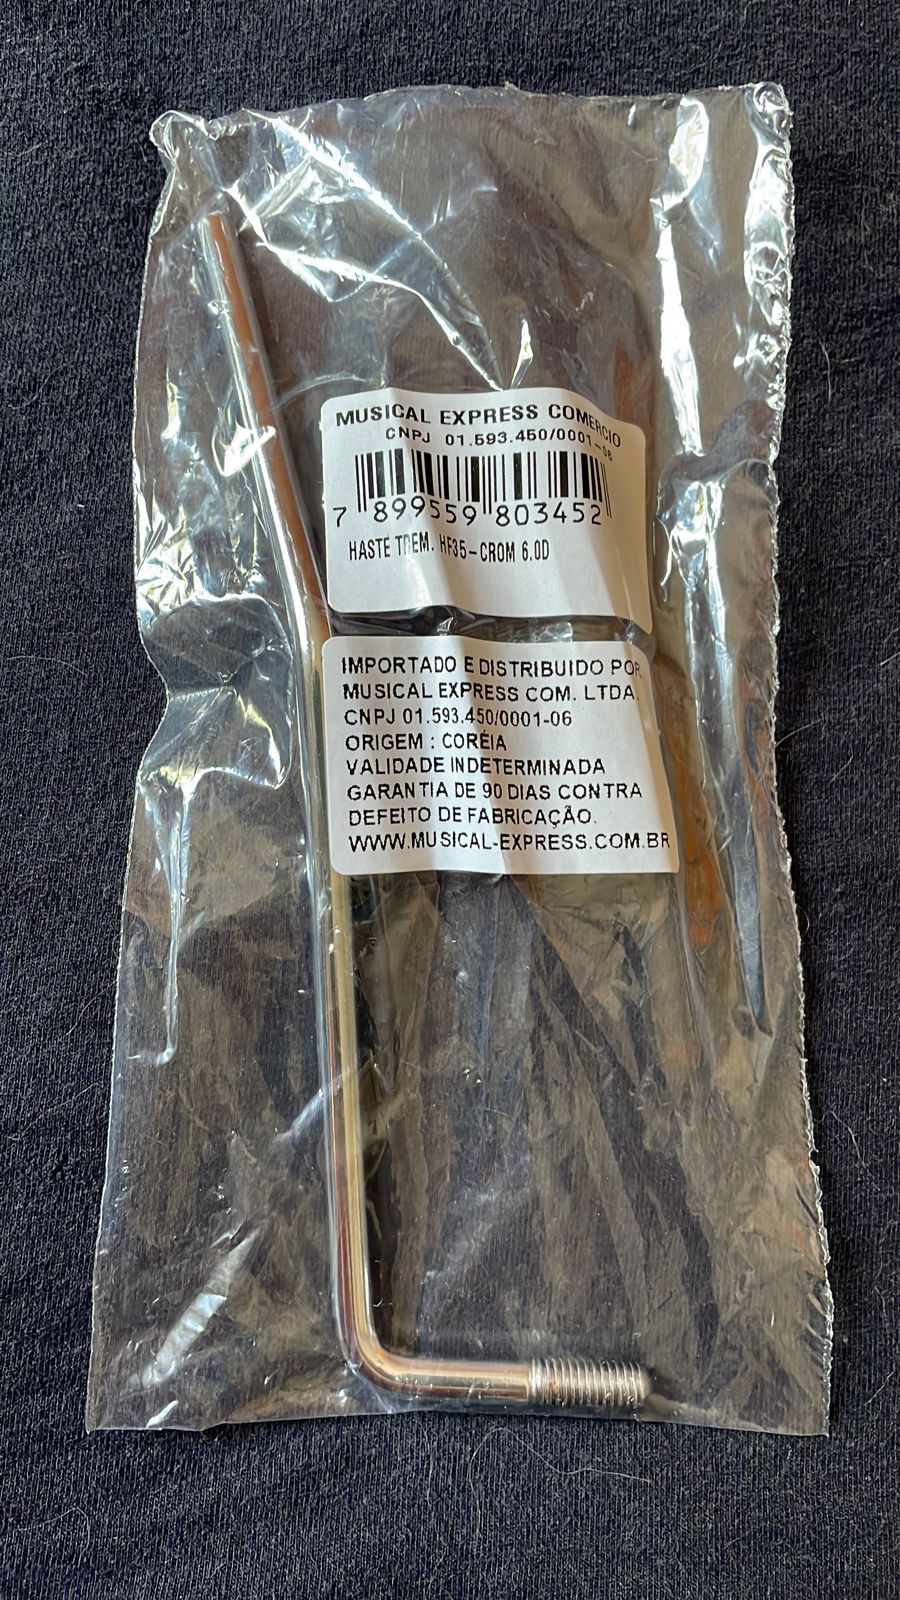 MUSICAL EXPRESS COMERCIO
CNPJ 01.593.450/0001-06
7 899559 803452
HASTE TREM. HF35-CROM 6.0D
IMPORTADO E DISTRIBUIDO POR
MUSICAL EXPRESS COM. LTDA.
CNPJ 01.593.450/0001-06
ORIGEM : CORÉIA
VALIDADE INDETERMINADA
GARANTIA DE 90 DIAS CONTRA
DEFEITO DE FABRICAÇÃO.
WWW.MUSICAL-EXPRESS.COM.BR